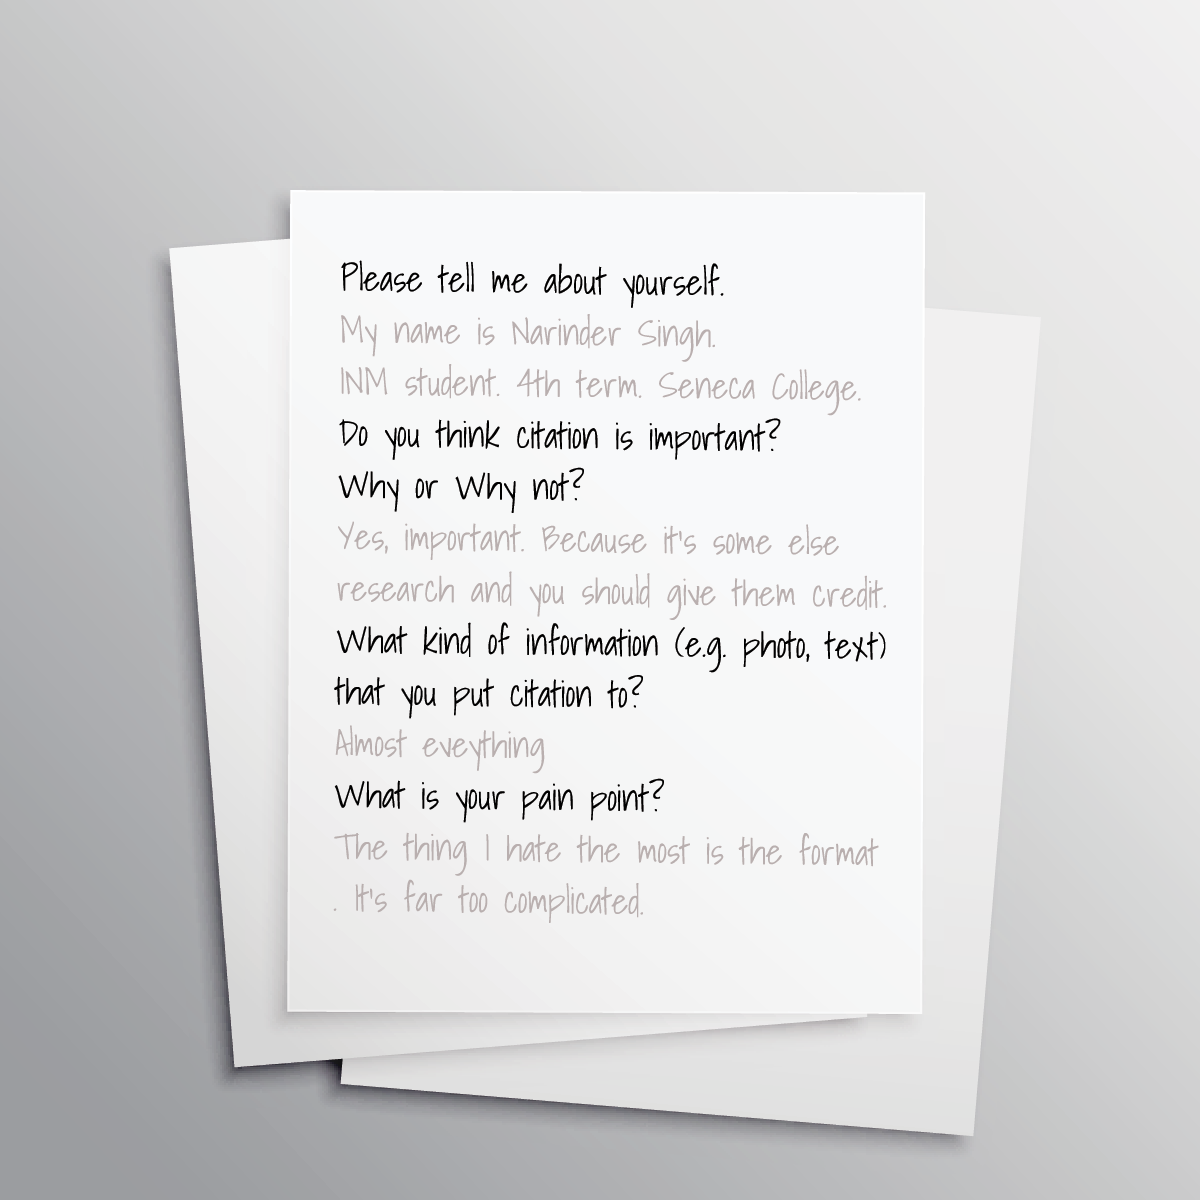 Please tell me about yourself.
My name is Narinder Singh.
INM student. 4th term. Seneca College.
Do you think citation is important?
Why or Why not?
Yes, important. Because it's some else
research and you should give them credit.
What kind of information (e.g. photo, text)
that you put citation to?
Almost eveything
What is your pain point?
The thing I hate the most is the format
. It's far too complicated.